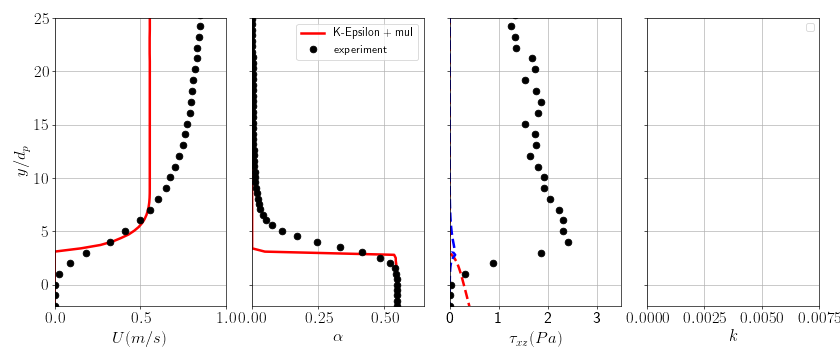 25
20
15
10
5
0
y/d_p
K-Epsilon + mul
experiment
0.0 0.5 1.0
0.00 0.25 0.50
0 1 2 3
0.0000 0.0025 0.0050 0.0075
U(m/s)
α
τ_xz(Pa)
k